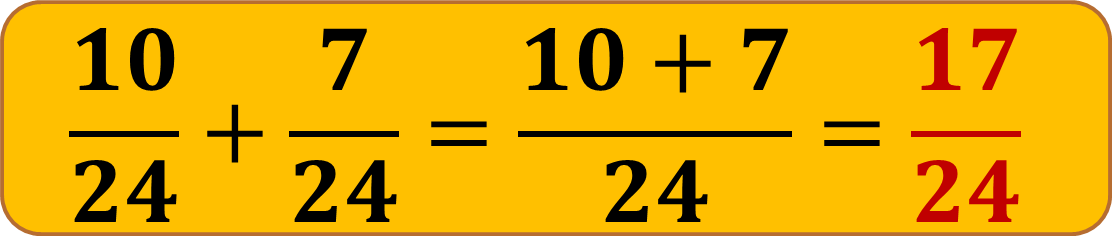 10/24 + 7/24 = (10 + 7)/24 = 17/24